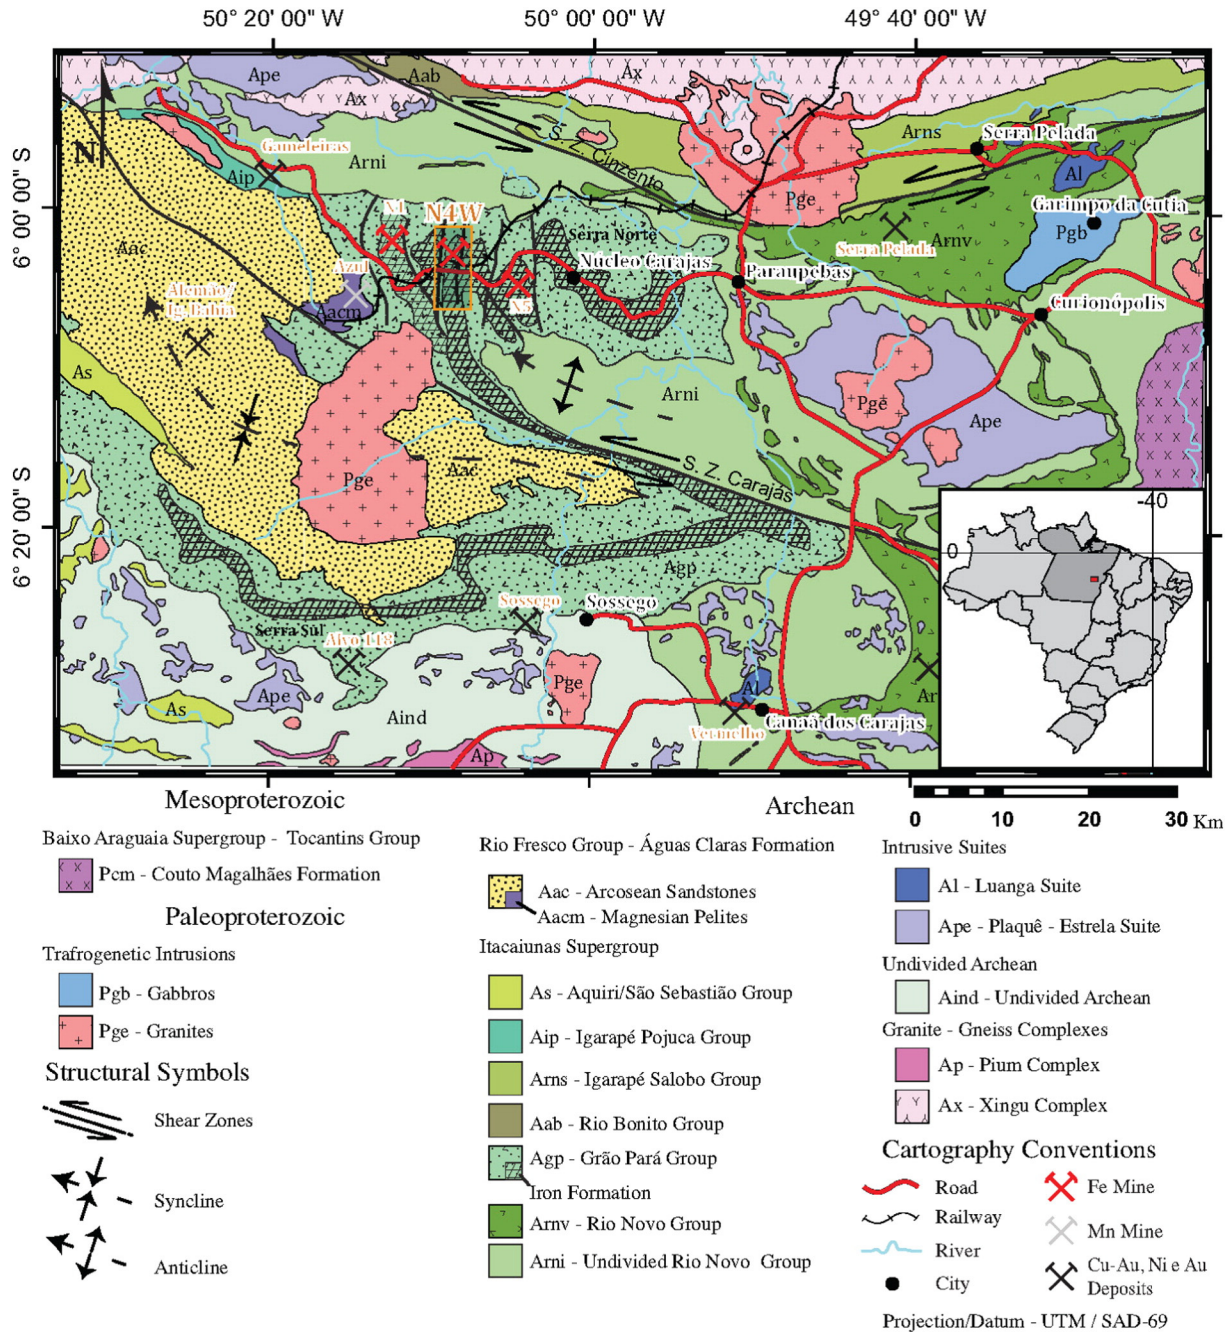 50° 20' 00'' W
50° 00' 00'' W
49° 40' 00'' W
6° 00' 00'' S
6° 20' 00'' S
N
Ape
Aab
Ax
Ax
Arns
Serra Pelada
S. Z. Cinzento
Gameleiras
Arni
Aip
Al
Pge
Garimpo da Cutia
Pgb
N4W
Serra Norte
Serra Pelada
Arnv
Aac
Núcleo Carajas
Azul
Parauapebas
Alemão/
Ig. Bahia
Aacm
N5
Curionópolis
As
Arni
Pge
Ape
Pge
Aac
S. Z. Carajas
-40
0
Agp
Sossego
Sossego
Serra Sul
Alvo 118
Ape
As
Aind
Pge
Al
Ar
Vermelho
Canaã dos Carajas
Ap
0 10 20 30 Km
Mesoproterozoic
Baixo Araguaia Supergroup - Tocantins Group
Pcm - Couto Magalhães Formation
Paleoproterozoic
Trafrogenetic Intrusions
Pgb - Gabbros
Pge - Granites
Structural Symbols
Shear Zones
Syncline
Anticline
Archean
Rio Fresco Group - Águas Claras Formation
Aac - Arcosean Sandstones
Aacm - Magnesian Pelites
Itacaiunas Supergroup
As - Aquiri/São Sebastião Group
Aip - Igarapé Pojuca Group
Arns - Igarapé Salobo Group
Aab - Rio Bonito Group
Agp - Grão Pará Group
Iron Formation
Arnv - Rio Novo Group
Arni - Undivided Rio Novo Group
Intrusive Suites
Al - Luanga Suite
Ape - Plaquê - Estrela Suite
Undivided Archean
Aind - Undivided Archean
Granite - Gneiss Complexes
Ap - Pium Complex
Ax - Xingu Complex
Cartography Conventions
Road
Railway
River
City
Fe Mine
Mn Mine
Cu-Au, Ni e Au
Deposits
Projection/Datum - UTM / SAD-69